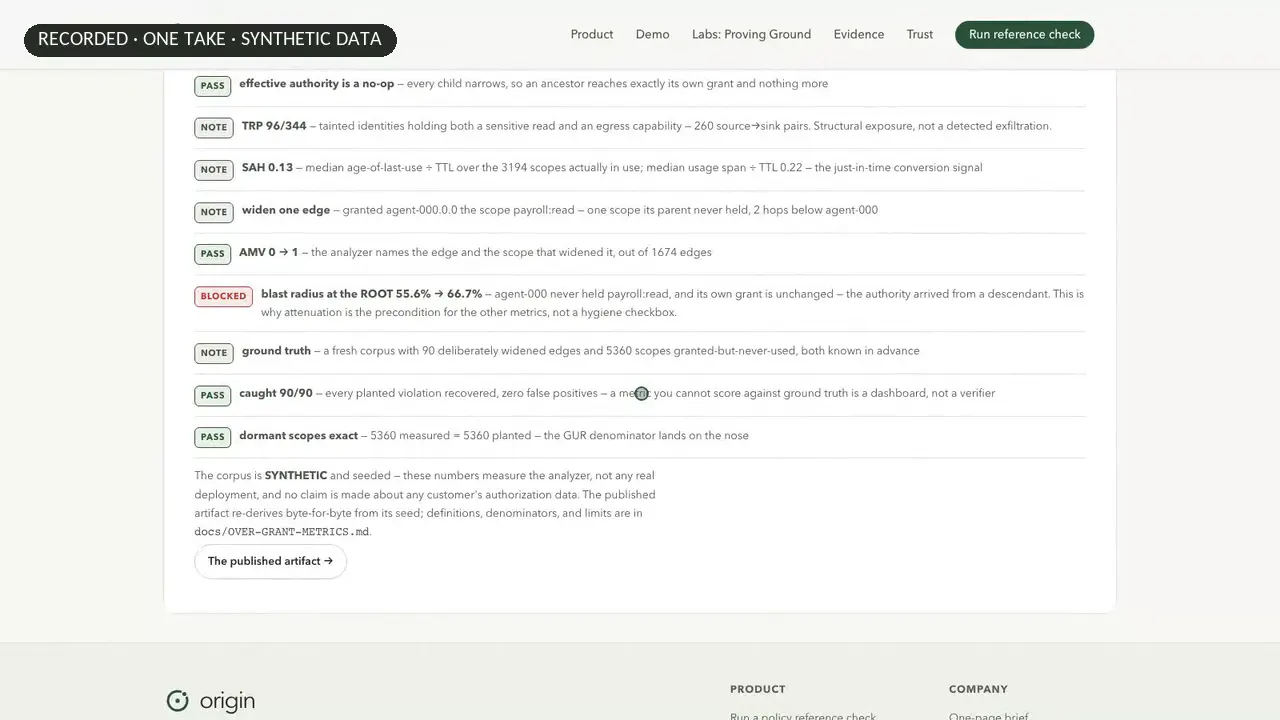 RECORDED · ONE TAKE · SYNTHETIC DATA
Product Demo Labs: Proving Ground Evidence Trust Run reference check
PASS effective authority is a no-op — every child narrows, so an ancestor reaches exactly its own grant and nothing more
NOTE TRP 96/344 — tainted identities holding both a sensitive read and an egress capability — 260 source→sink pairs. Structural exposure, not a detected exfiltration.
NOTE SAH 0.13 — median age-of-last-use ÷ TTL over the 3194 scopes actually in use; median usage span ÷ TTL 0.22 — the just-in-time conversion signal
NOTE widen one edge — granted agent-000.0.0 the scope payroll:read — one scope its parent never held, 2 hops below agent-000
PASS AMV 0 → 1 — the analyzer names the edge and the scope that widened it, out of 1674 edges
BLOCKED blast radius at the ROOT 55.6% → 66.7% — agent-000 never held payroll:read, and its own grant is unchanged — the authority arrived from a descendant. This is
why attenuation is the precondition for the other metrics, not a hygiene checkbox.
NOTE ground truth — a fresh corpus with 90 deliberately widened edges and 5360 scopes granted-but-never-used, both known in advance
PASS caught 90/90 — every planted violation recovered, zero false positives — a metric you cannot score against ground truth is a dashboard, not a verifier
PASS dormant scopes exact — 5360 measured = 5360 planted — the GUR denominator lands on the nose
The corpus is SYNTHETIC and seeded — these numbers measure the analyzer, not any real
deployment, and no claim is made about any customer's authorization data. The published
artifact re-derives byte-for-byte from its seed; definitions, denominators, and limits are in
docs/OVER-GRANT-METRICS.md.
The published artifact →
origin
PRODUCT COMPANY
Run a policy reference check One-page brief